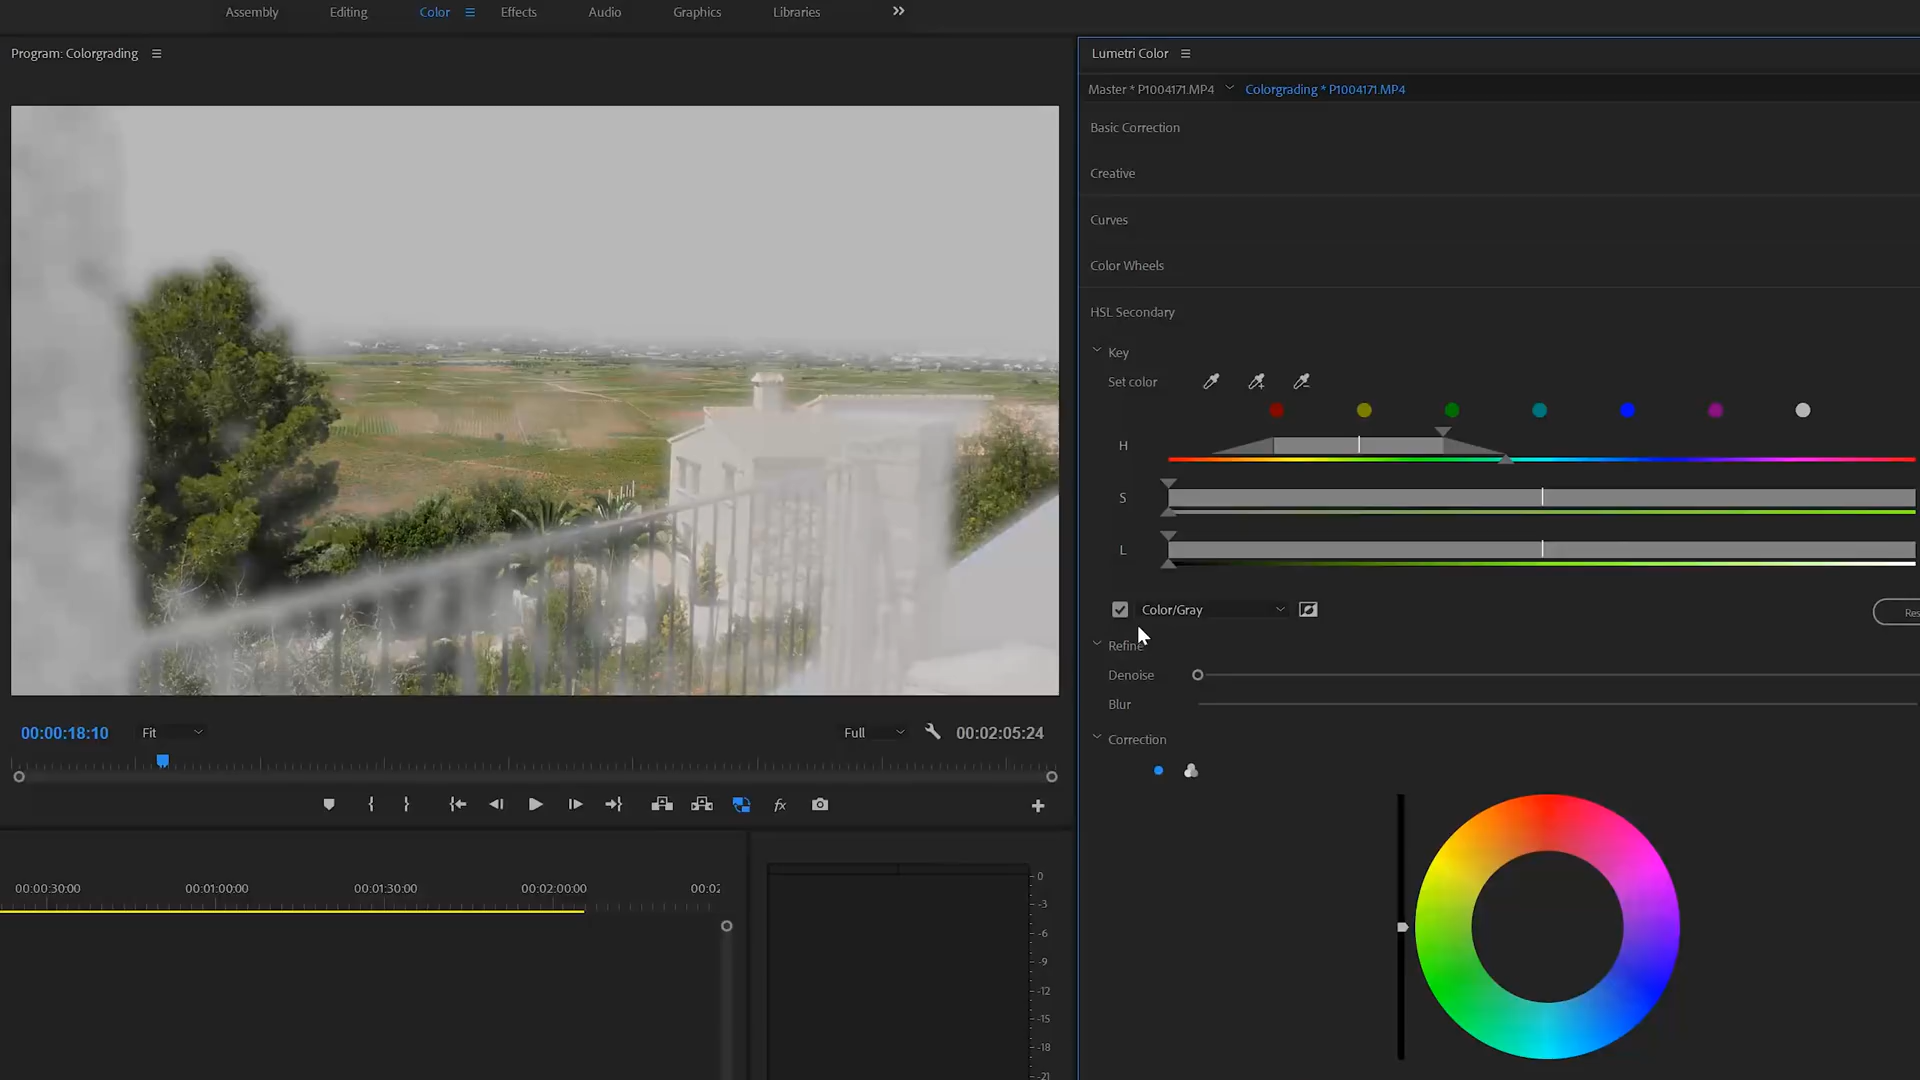 Assembly Editing Color Effects Audio Graphics Libraries
Program: Colorgrading
Lumetri Color
Master * P1004171.MP4 Colorgrading * P1004171.MP4
Basic Correction
Creative
Curves
Color Wheels
HSL Secondary
Key
Set color
H
S
L
Color/Gray
Res
Refine
Denoise
Blur
Correction
00:00:18:10 Fit Full 00:02:05:24
fx
00:00:30:00 00:01:00:00 00:01:30:00 00:02:00:00 00:02
0
-3
-6
-9
-12
-15
-18
-21